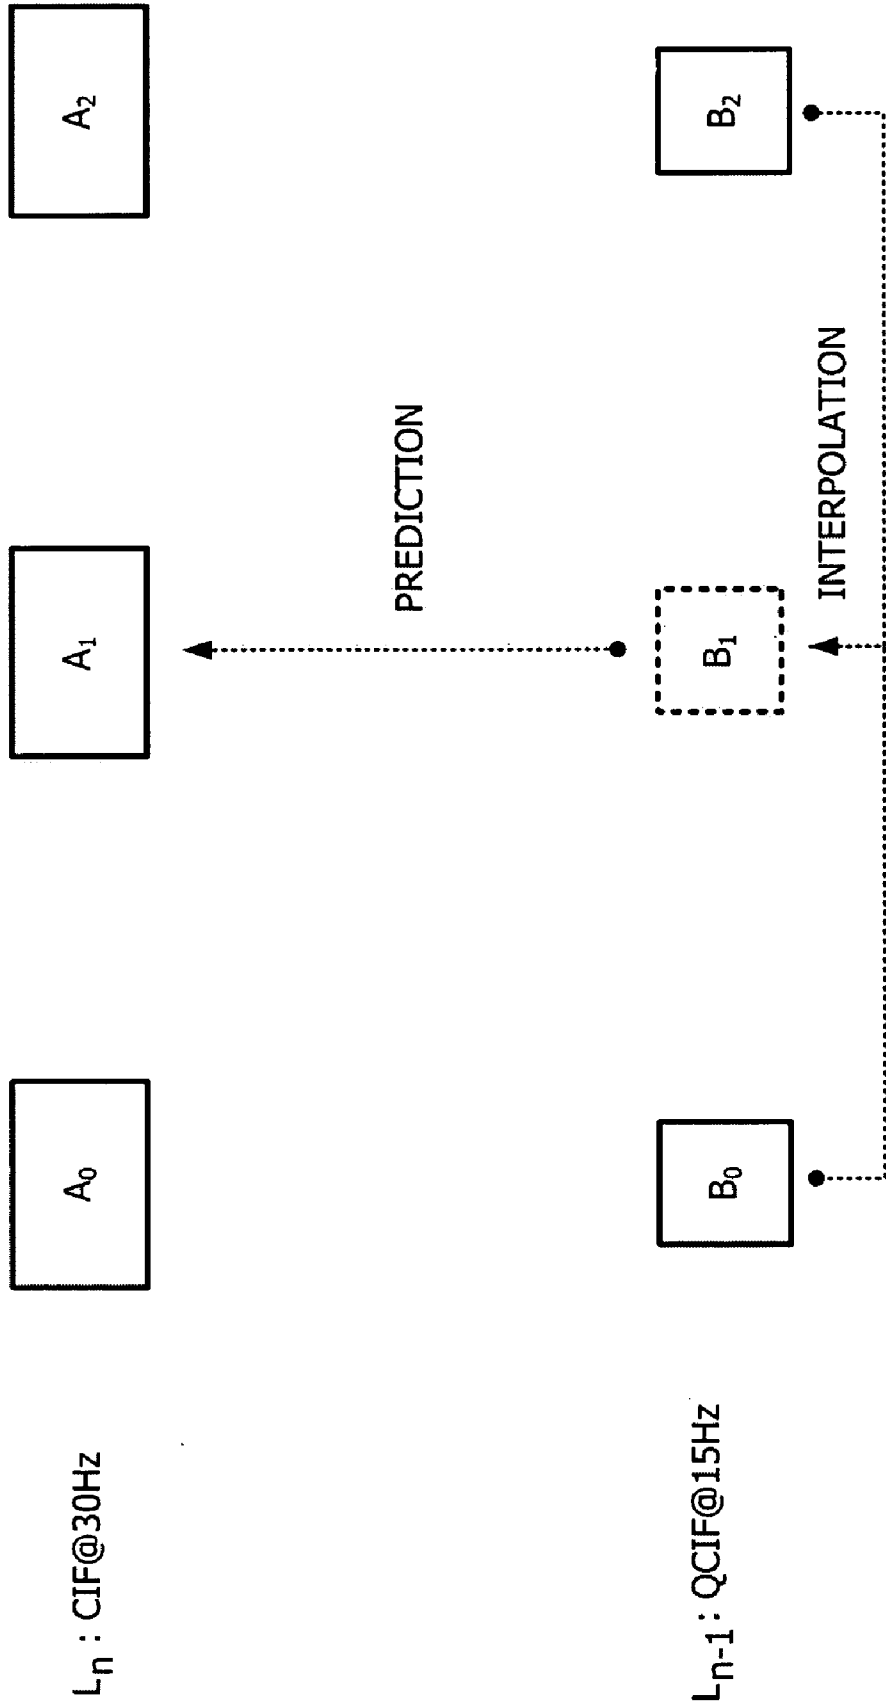 Lₙ : CIF@30Hz
A₀
A₁
A₂
PREDICTION
Lₙ₋₁ : QCIF@15Hz
B₀
B₁
B₂
INTERPOLATION